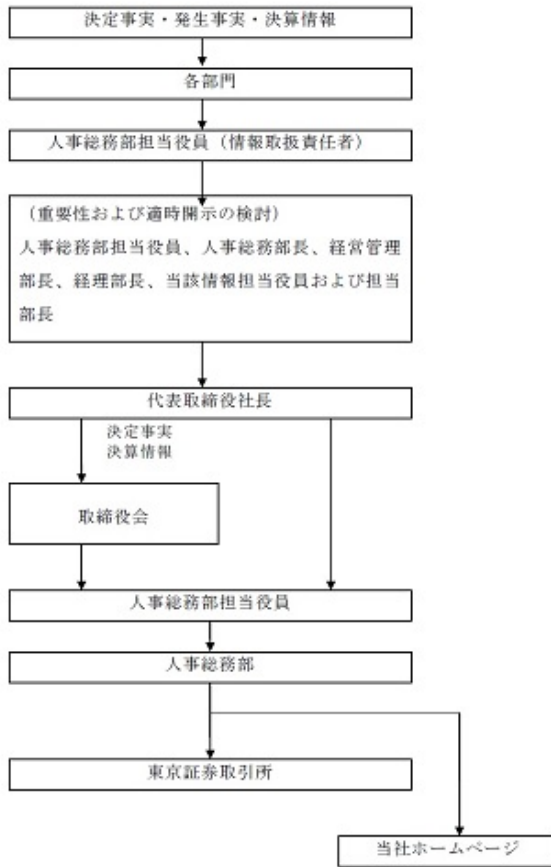 決定事実・発生事実・決算情報
各部門
人事総務部担当役員（情報取扱責任者）
（重要性および適時開示の検討）
人事総務部担当役員、人事総務部長、経営管理
部長、経理部長、当該情報担当役員および担当
部長
代表取締役社長
決定事実
決算情報
取締役会
人事総務部担当役員
人事総務部
東京証券取引所
当社ホームページ